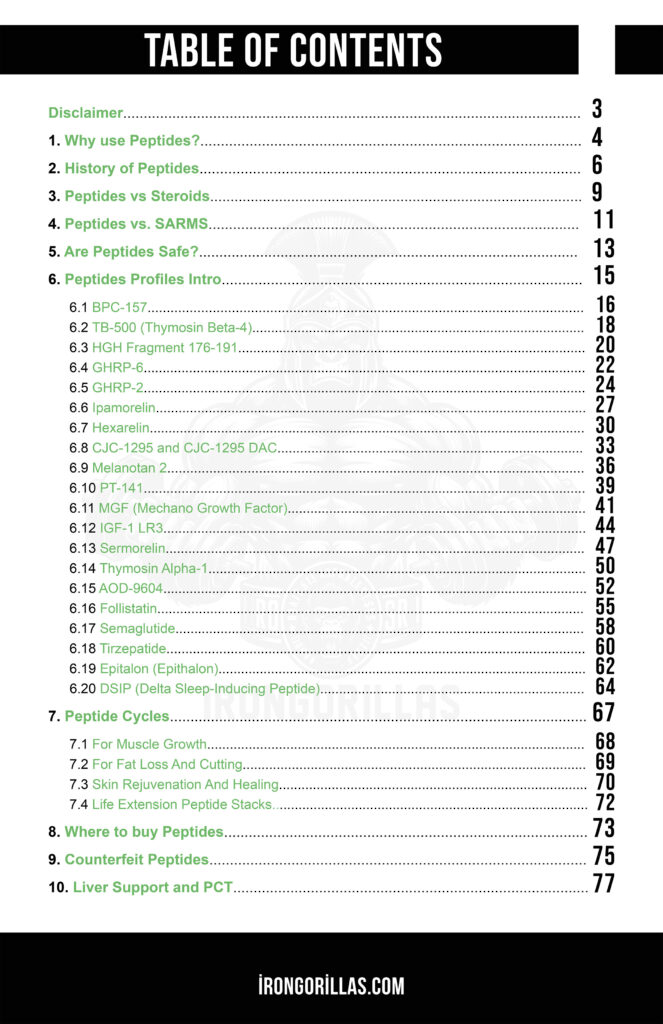 TABLE OF CONTENTS
Disclaimer.................................................................................................................. 3
1. Why use Peptides?............................................................................................... 4
2. History of Peptides............................................................................................... 6
3. Peptides vs Steroids............................................................................................. 9
4. Peptides vs. SARMS............................................................................................ 11
5. Are Peptides Safe?.............................................................................................. 13
6. Peptides Profiles Intro.......................................................................................... 15
6.1 BPC-157............................................................................................................. 16
6.2 TB-500 (Thymosin Beta-4)................................................................................... 18
6.3 HGH Fragment 176-191....................................................................................... 20
6.4 GHRP-6.............................................................................................................. 22
6.5 GHRP-2.............................................................................................................. 24
6.6 Ipamorelin........................................................................................................... 27
6.7 Hexarelin............................................................................................................ 30
6.8 CJC-1295 and CJC-1295 DAC.............................................................................. 33
6.9 Melanotan 2........................................................................................................ 36
6.10 PT-141.............................................................................................................. 39
6.11 MGF (Mechano Growth Factor)........................................................................... 41
6.12 IGF-1 LR3......................................................................................................... 44
6.13 Sermorelin......................................................................................................... 47
6.14 Thymosin Alpha-1.............................................................................................. 50
6.15 AOD-9604......................................................................................................... 52
6.16 Follistatin........................................................................................................... 55
6.17 Semaglutide....................................................................................................... 58
6.18 Tirzepatide......................................................................................................... 60
6.19 Epitalon (Epithalon)............................................................................................ 62
6.20 DSIP (Delta Sleep-Inducing Peptide)................................................................... 64
7. Peptide Cycles...................................................................................................... 67
7.1 For Muscle Growth............................................................................................... 68
7.2 For Fat Loss And Cutting...................................................................................... 69
7.3 Skin Rejuvenation And Healing............................................................................. 70
7.4 Life Extension Peptide Stacks............................................................................... 72
8. Where to buy Peptides.......................................................................................... 73
9. Counterfeit Peptides............................................................................................. 75
10. Liver Support and PCT........................................................................................ 77
IRONGORILLAS
İRONGORİLLAS.COM